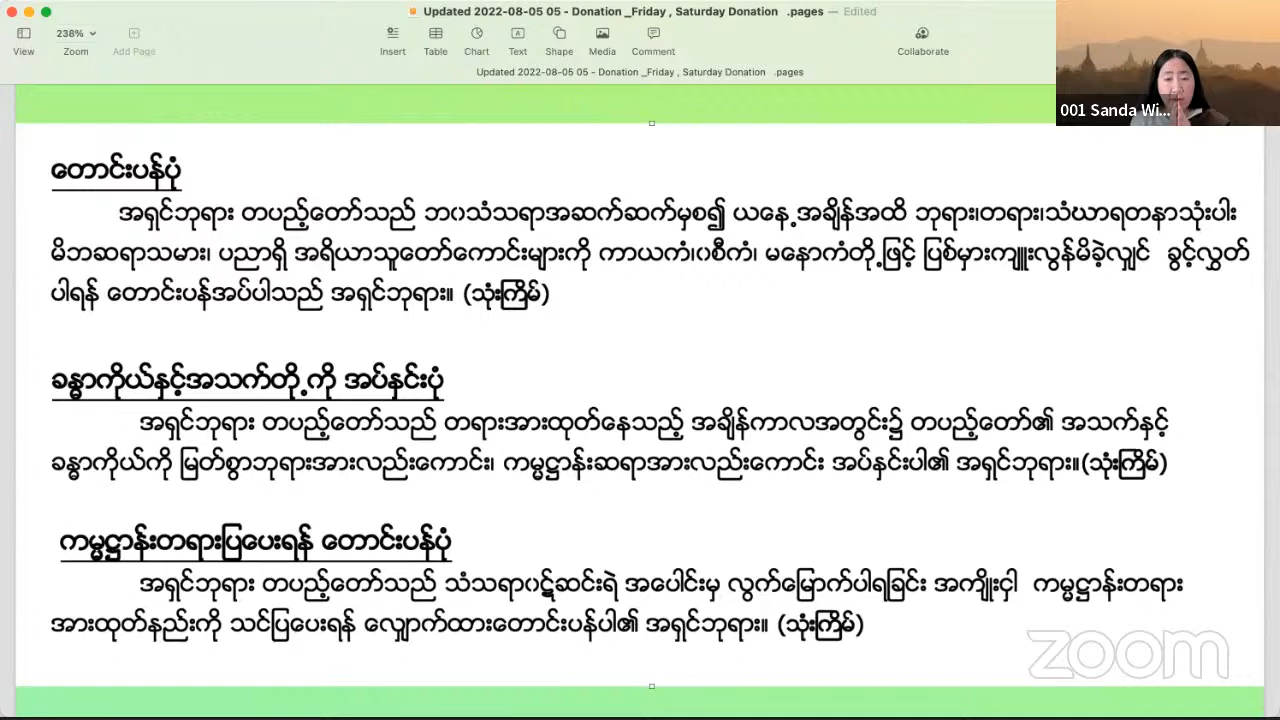 Updated 2022-08-05 05 - Donation _Friday , Saturday Donation .pages — Edited
238%
View Zoom Add Page Insert Table Chart Text Shape Media Comment Collaborate
Updated 2022-08-05 05 - Donation _Friday , Saturday Donation .pages
001 Sanda Wi...
တောင်းပန်ပုံ
အရှင်ဘုရား တပည့်တော်သည် ဘ၀သံသရာအဆက်ဆက်မှစ၍ ယနေ့အချိန်အထိ ဘုရား၊တရား၊သံဃာရတနာသုံးပါး
မိဘဆရာသမား၊ ပညာရှိ အရိယာသူတော်ကောင်းများကို ကာယကံ၊၀စီကံ၊ မနောကံတို့ဖြင့် ပြစ်မှားကျူးလွန်မိခဲ့လျှင် ခွင့်လွှတ်
ပါရန် တောင်းပန်အပ်ပါသည် အရှင်ဘုရား။ (သုံးကြိမ်)
ခန္ဓာကိုယ်နှင့်အသက်တို့ကို အပ်နှင်းပုံ
အရှင်ဘုရား တပည့်တော်သည် တရားအားထုတ်နေသည့် အချိန်ကာလအတွင်း၌ တပည့်တော်၏ အသက်နှင့်
ခန္ဓာကိုယ်ကို မြတ်စွာဘုရားအားလည်းကောင်း၊ ကမ္မဋ္ဌာန်းဆရာအားလည်းကောင်း အပ်နှင်းပါ၏ အရှင်ဘုရား။(သုံးကြိမ်)
ကမ္မဋ္ဌာန်းတရားပြပေးရန် တောင်းပန်ပုံ
အရှင်ဘုရား တပည့်တော်သည် သံသရာ၀ဋ်ဆင်းရဲ အပေါင်းမှ လွတ်မြောက်ပါရခြင်း အကျိုးငှါ ကမ္မဋ္ဌာန်းတရား
အားထုတ်နည်းကို သင်ပြပေးရန် လျှောက်ထားတောင်းပန်ပါ၏ အရှင်ဘုရား။ (သုံးကြိမ်)
zoom